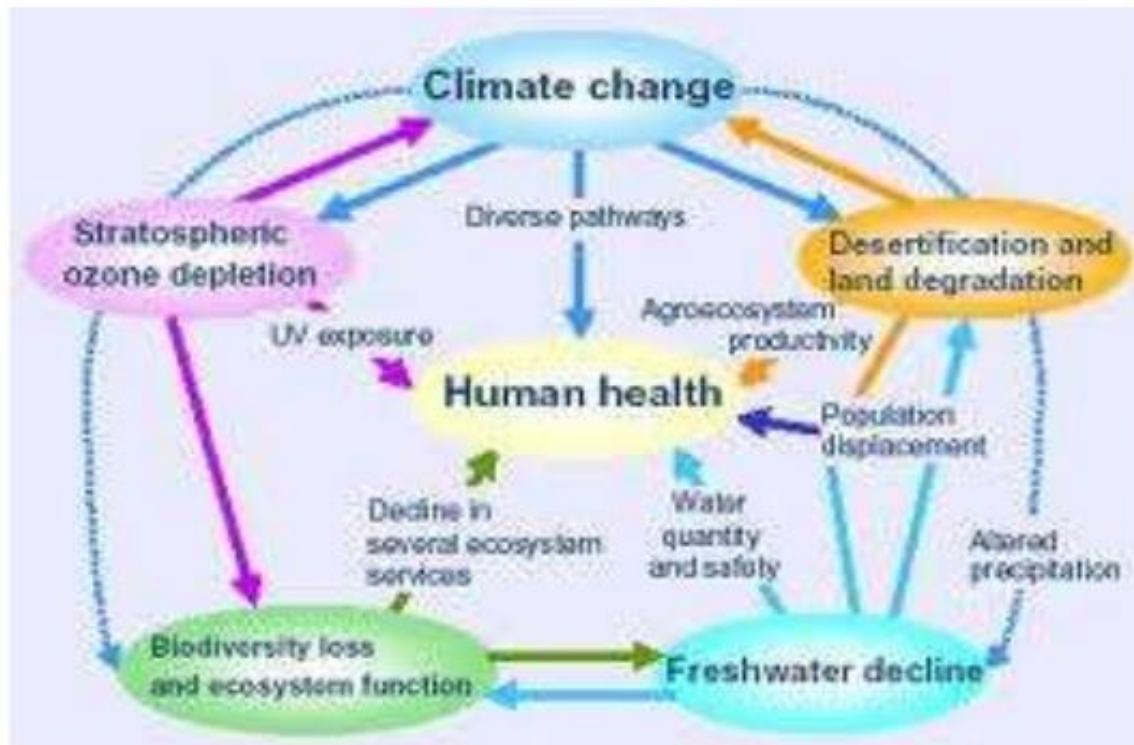 Climate change
Diverse pathways
Stratospheric
ozone depletion
Desertification and
land degradation
UV exposure
Agroecosystem
productivity
Human health
Population
displacement
Decline in
several ecosystem
services
Water
quantity
and safety
Altered
precipitation
Biodiversity loss
and ecosystem function
Freshwater decline